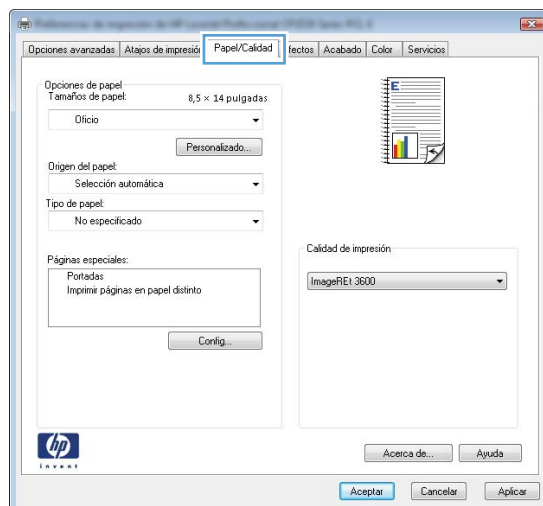 Opciones avanzadas Atajos de impresión Papel/Calidad Efectos Acabado Color Servicios
Opciones de papel
Tamaños de papel: 8,5 × 14 pulgadas
Oficio
Personalizado...
Origen del papel:
Selección automática
Tipo de papel:
No especificado
Páginas especiales:
Portadas
Imprimir páginas en papel distinto
Config...
E
Calidad de impresión
ImageREt 3600
hp
invent
Acerca de... Ayuda
Aceptar Cancelar Aplicar